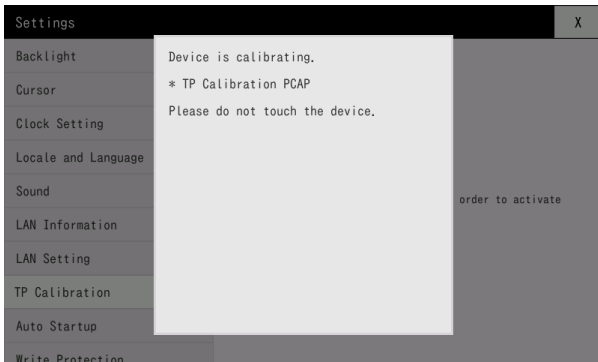 Settings
X
Backlight
Cursor
Clock Setting
Locale and Language
Sound
LAN Information
LAN Setting
TP Calibration
Auto Startup
Write Protection
Device is calibrating.
* TP Calibration PCAP
Please do not touch the device.
order to activate